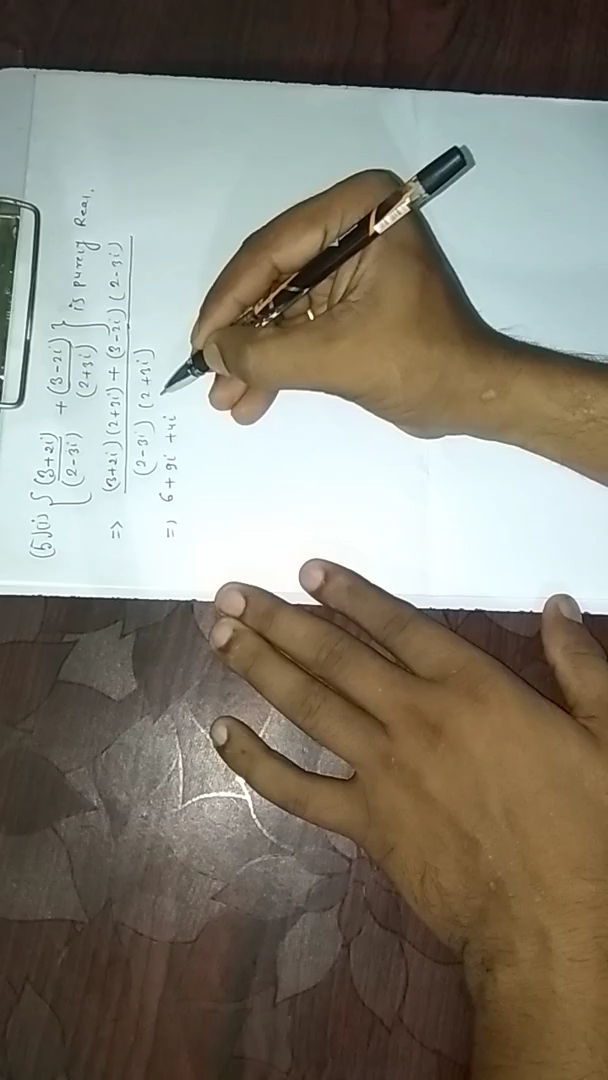 (5)(i) { (3+2i)/(2-3i) + (3-2i)/(2+3i) } is purely Real.
=> (3+2i)(2+3i) + (3-2i)(2-3i)
(2-3i)(2+3i)
=> 6+9i+4i